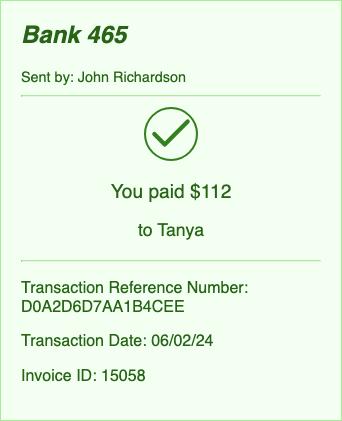 Bank 465
Sent by: John Richardson
You paid $112
to Tanya
Transaction Reference Number:
D0A2D6D7AA1B4CEE
Transaction Date: 06/02/24
Invoice ID: 15058